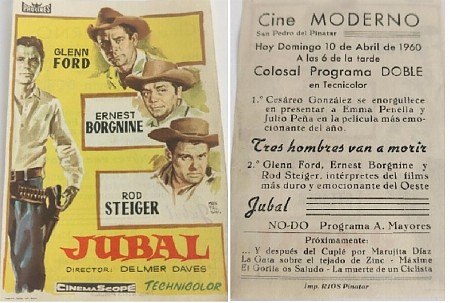 GLENN
FORD
ERNEST
BORGNINE
ROD
STEIGER
JUBAL
DIRECTOR: DELMER DAVES
CINEMASCOPE TECHNICOLOR
Cine MODERNO
San Pedro del Pinatar
Hoy Domingo 10 de Abril de 1960
A las 6 de la tarde
Colosal Programa DOBLE
en Tecnicolor
1.º Cesáreo González se enorgullece
en presentar a Emma Penella y
Julio Peña en la película más emo-
cionante del año.
Tres hombres van a morir
2.º Glenn Ford, Ernest Borgnine y
Rod Steiger, intérpretes del films
más duro y emocionante del Oeste
Jubal
NO-DO Programa A. Mayores
Próximamente:
... Y después del Cuplé por Marujita Díaz
La Gata sobre el tejado de Zinc - Máximo
El Gorila os Saludo - La muerte de un Ciclista
Imp. RIOS Pinatar